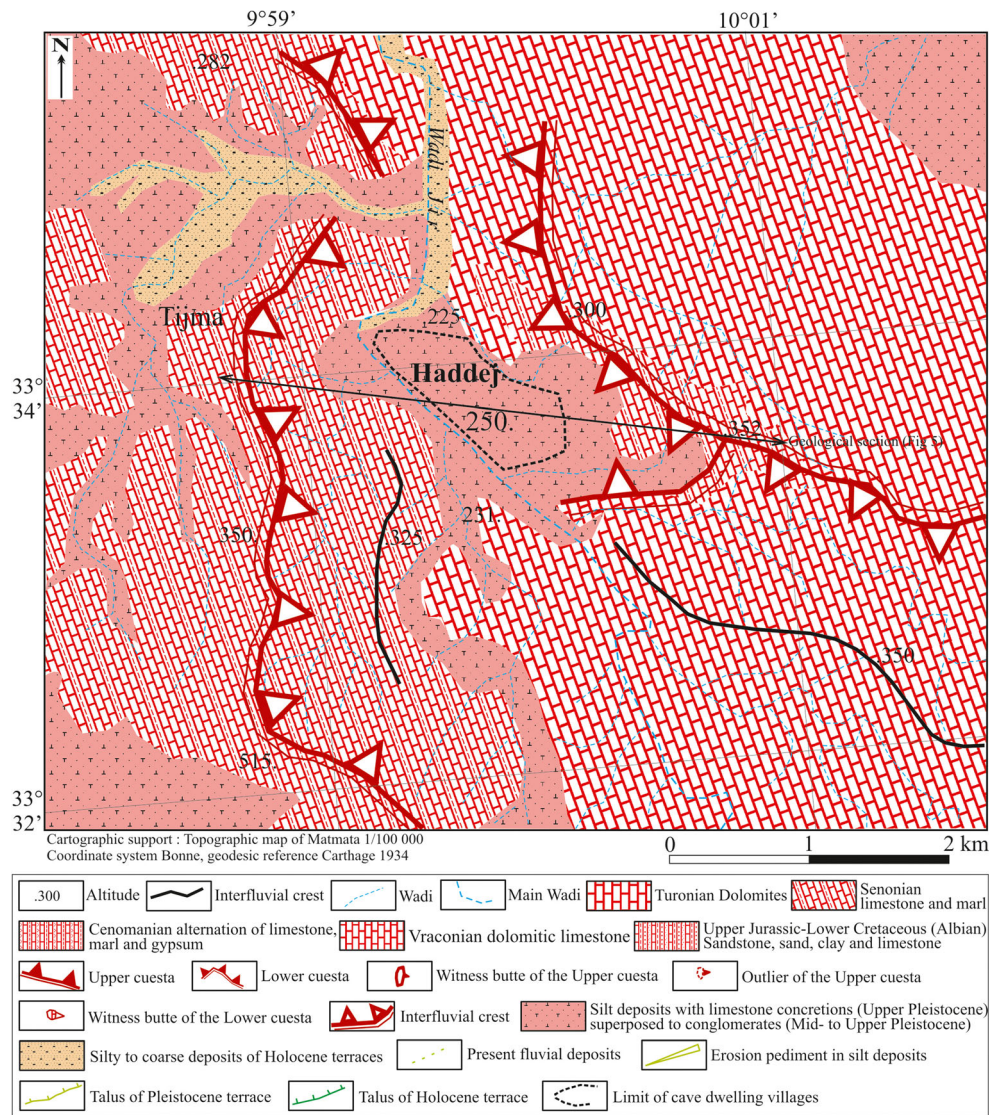 9°59'
10°01'
N
282
Wadi Jir
Tijma
.225
300
33°
34'
Haddej
250.
352
Geological section (Fig 5)
350.
325
231.
.350
.515.
33°
32'
Cartographic support : Topographic map of Matmata 1/100 000
Coordinate system Bonne, geodesic reference Carthage 1934
0 1 2 km
.300 Altitude Interfluvial crest Wadi Main Wadi Turonian Dolomites Senonian limestone and marl
Cenomanian alternation of limestone, marl and gypsum Vraconian dolomitic limestone Upper Jurassic-Lower Cretaceous (Albian) Sandstone, sand, clay and limestone
Upper cuesta Lower cuesta Witness butte of the Upper cuesta Outlier of the Upper cuesta
Witness butte of the Lower cuesta Interfluvial crest Silt deposits with limestone concretions (Upper Pleistocene) superposed to conglomerates (Mid- to Upper Pleistocene)
Silty to coarse deposits of Holocene terraces Present fluvial deposits Erosion pediment in silt deposits
Talus of Pleistocene terrace Talus of Holocene terrace Limit of cave dwelling villages